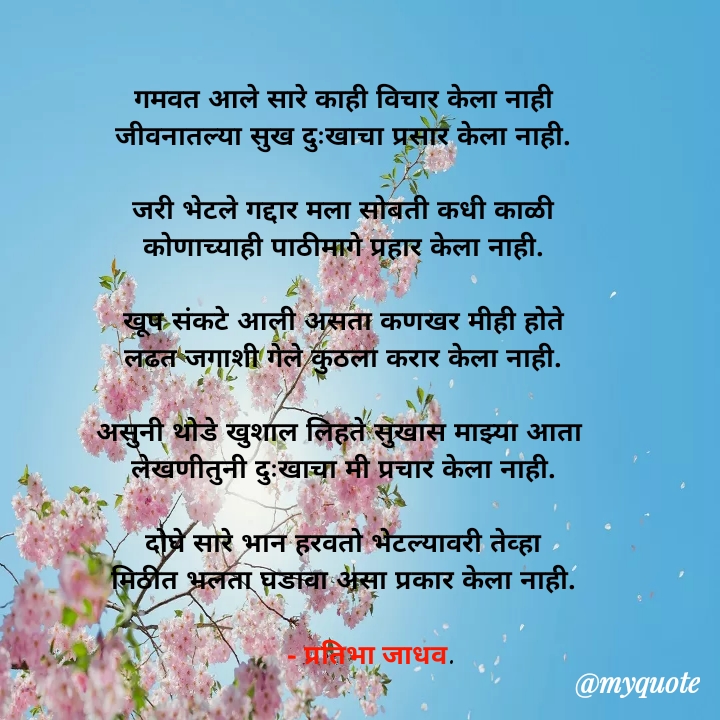 गमवत आले सारे काही विचार केला नाही
जीवनातल्या सुख दुःखाचा प्रसार केला नाही.
जरी भेटले गद्दार मला सोबती कधी काळी
कोणाच्याही पाठीमागे प्रहार केला नाही.
खूप संकटे आली असता कणखर मीही होते
लढत जगाशी गेले कुठला करार केला नाही.
असुनी थोडे खुशाल लिहते सुखास माझ्या आता
लेखणीतुनी दुःखाचा मी प्रचार केला नाही.
दोघे सारे भान हरवतो भेटल्यावरी तेव्हा
मिठीत भलता घडावा असा प्रकार केला नाही.
- प्रतिभा जाधव.
@myquote